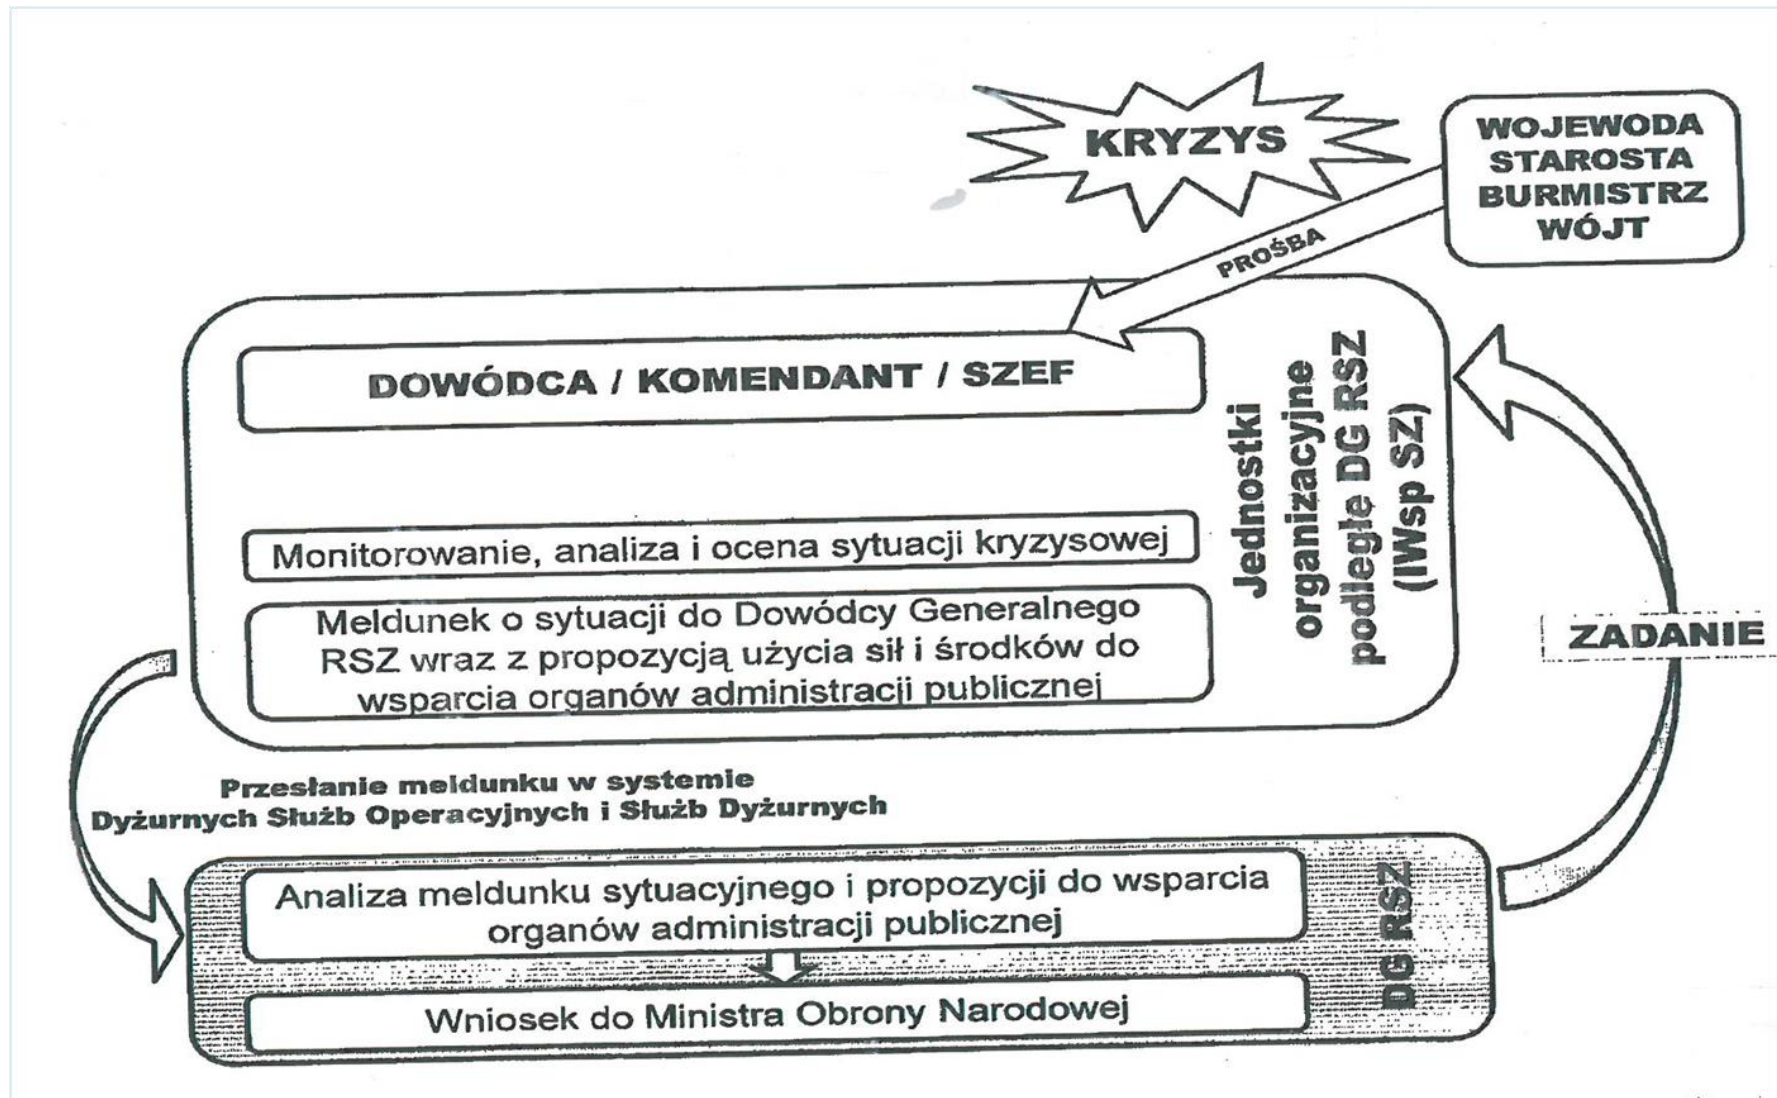 KRYZYS
WOJEWODA
STAROSTA
BURMISTRZ
WÓJT
PROŚBA
DOWÓDCA / KOMENDANT / SZEF
Monitorowanie, analiza i ocena sytuacji kryzysowej
Meldunek o sytuacji do Dowódcy Generalnego
RSZ wraz z propozycją użycia sił i środków do
wsparcia organów administracji publicznej
Jednostki
organizacyjne
podległe DG RSZ
(IWsp SZ)
ZADANIE
Przesłanie meldunku w systemie
Dyżurnych Służb Operacyjnych i Służb Dyżurnych
Analiza meldunku sytuacyjnego i propozycji do wsparcia
organów administracji publicznej
Wniosek do Ministra Obrony Narodowej
DG RSZ